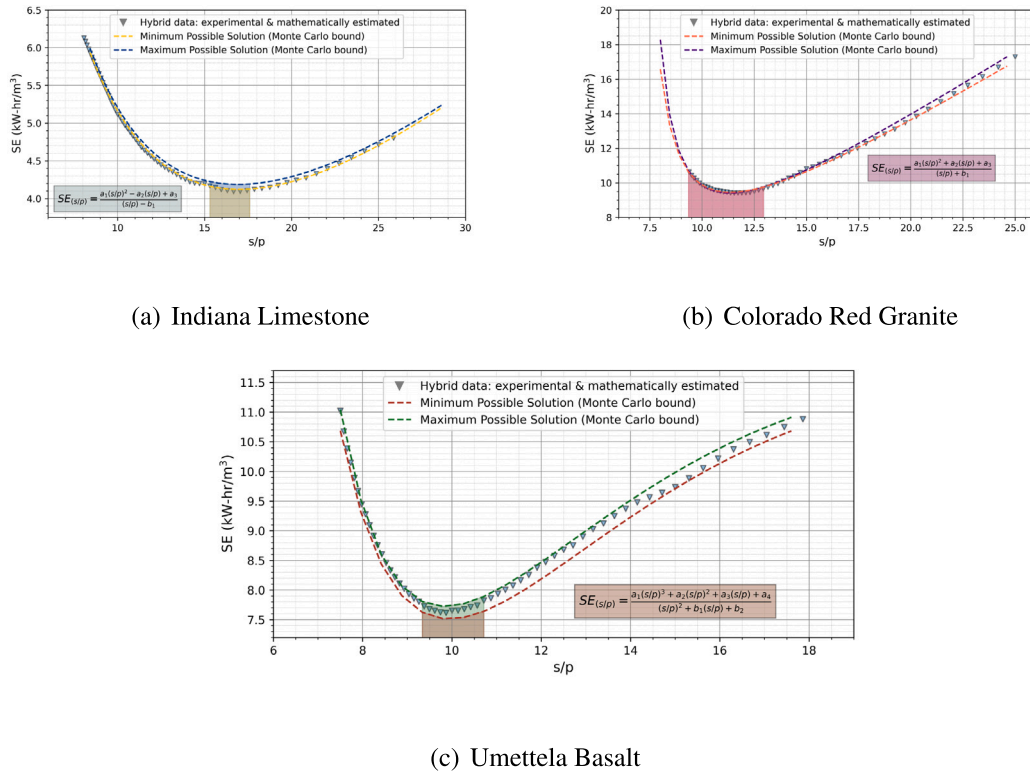 Hybrid data: experimental & mathematically estimated
Minimum Possible Solution (Monte Carlo bound)
Maximum Possible Solution (Monte Carlo bound)
SE (kW-hr/m³)
6.5
6.0
5.5
5.0
4.5
4.0
SE(s/p) = (a₁(s/p)² − a₂(s/p) + a₃) / ((s/p) − b₁)
10 15 20 25 30
s/p
(a) Indiana Limestone
Hybrid data: experimental & mathematically estimated
Minimum Possible Solution (Monte Carlo bound)
Maximum Possible Solution (Monte Carlo bound)
SE (kW-hr/m³)
20
18
16
14
12
10
8
SE(s/p) = (a₁(s/p)² + a₂(s/p) + a₃) / ((s/p) + b₁)
7.5 10.0 12.5 15.0 17.5 20.0 22.5 25.0
s/p
(b) Colorado Red Granite
Hybrid data: experimental & mathematically estimated
Minimum Possible Solution (Monte Carlo bound)
Maximum Possible Solution (Monte Carlo bound)
SE (kW-hr/m³)
11.5
11.0
10.5
10.0
9.5
9.0
8.5
8.0
7.5
SE(s/p) = (a₁(s/p)³ + a₂(s/p)² + a₃(s/p) + a₄) / ((s/p)² + b₁(s/p) + b₂)
6 8 10 12 14 16 18
s/p
(c) Umettela Basalt